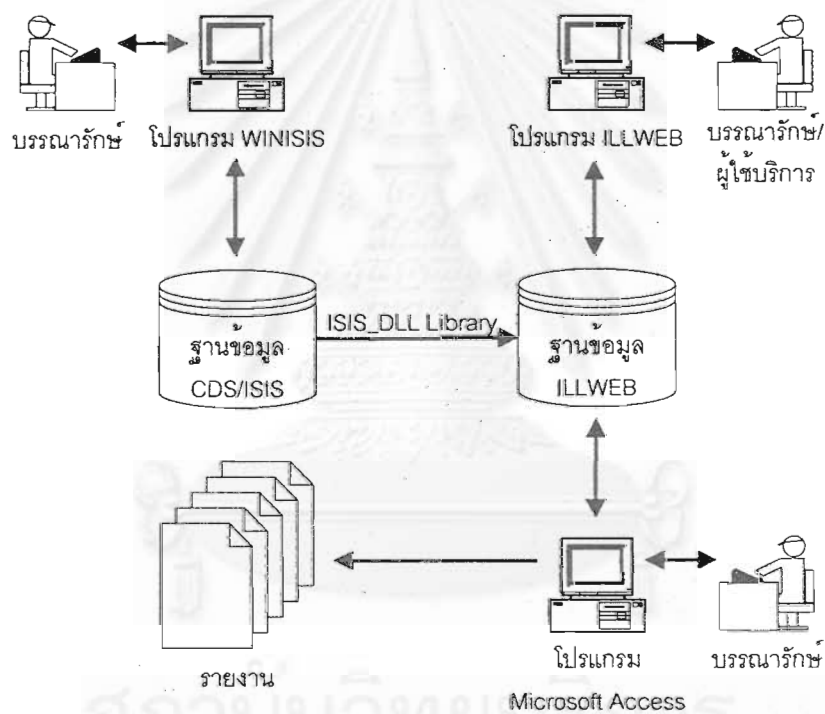 บรรณารักษ์
โปรแกรม WINISIS
โปรแกรม ILLWEB
บรรณารักษ์/
ผู้ใช้บริการ
ISIS_DLL Library
ฐานข้อมูล
CDS/ISIS
ฐานข้อมูล
ILLWEB
รายงาน
โปรแกรม
Microsoft Access
บรรณารักษ์